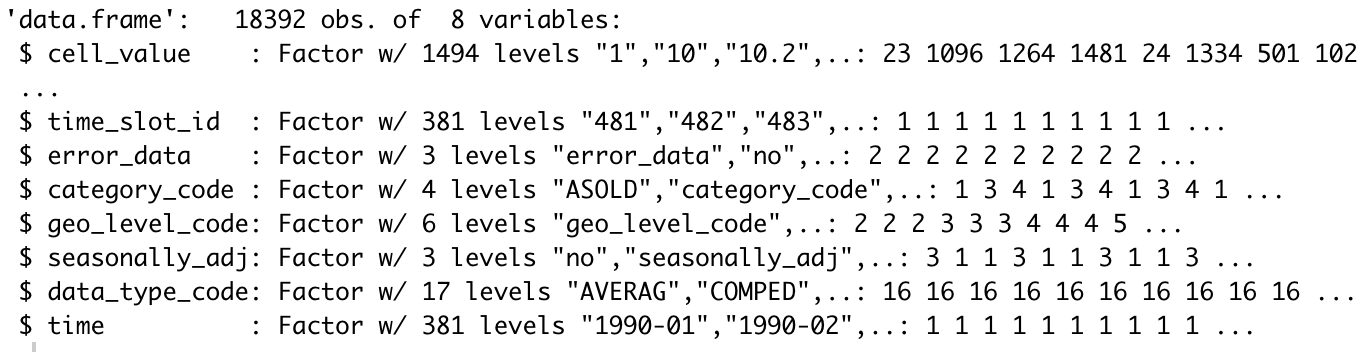 'data.frame':   18392 obs. of  8 variables:
 $ cell_value    : Factor w/ 1494 levels "1","10","10.2",..: 23 1096 1264 1481 24 1334 501 102
 ...
 $ time_slot_id  : Factor w/ 381 levels "481","482","483",..: 1 1 1 1 1 1 1 1 1 1 ...
 $ error_data    : Factor w/ 3 levels "error_data","no",..: 2 2 2 2 2 2 2 2 2 2 ...
 $ category_code : Factor w/ 4 levels "ASOLD","category_code",..: 1 3 4 1 3 4 1 3 4 1 ...
 $ geo_level_code: Factor w/ 6 levels "geo_level_code",..: 2 2 2 3 3 3 4 4 4 5 ...
 $ seasonally_adj: Factor w/ 3 levels "no","seasonally_adj",..: 3 1 1 3 1 1 3 1 1 3 ...
 $ data_type_code: Factor w/ 17 levels "AVERAG","COMPED",..: 16 16 16 16 16 16 16 16 16 16 ...
 $ time          : Factor w/ 381 levels "1990-01","1990-02",..: 1 1 1 1 1 1 1 1 1 1 ...